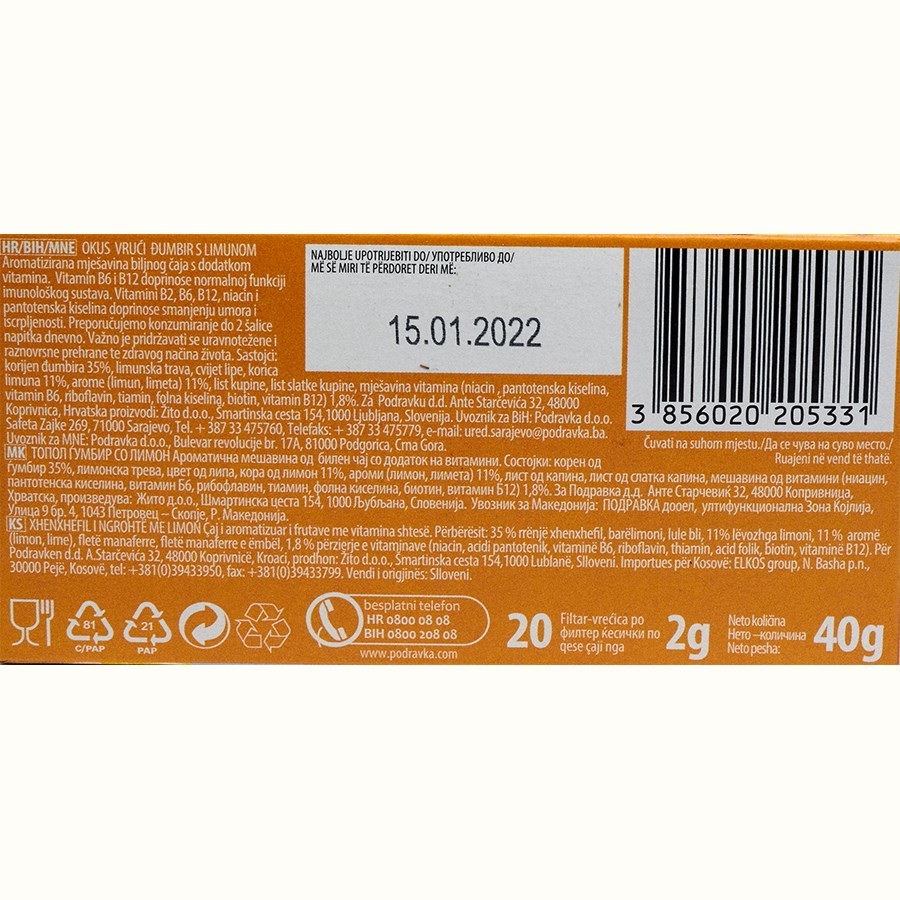 HR/BIH/MNE OKUS VRUĆI ĐUMBIR S LIMUNOM
Aromatizirana mješavina biljnog čaja s dodatkom
vitamina. Vitamin B6 i B12 doprinose normalnoj funkciji
imunološkog sustava. Vitamini B2, B6, B12, niacin i
pantotenska kiselina doprinose smanjenju umora i
iscrpljenosti. Preporučujemo konzumiranje do 2 šalice
napitka dnevno. Važno je pridržavati se uravnotežene i
raznovrsne prehrane te zdravog načina života. Sastojci:
korijen đumbira 35%, limunska trava, cvijet lipe, korica
limuna 11%, arome (limun, limeta) 11%, list kupine, list slatke kupine, mješavina vitamina (niacin , pantotenska kiselina,
vitamin B6, riboflavin, tiamin, folna kiselina, biotin, vitamin B12) 1,8%. Za Podravku d.d. Ante Starčevića 32, 48000
Koprivnica, Hrvatska proizvodi: Žito d.o.o., Šmartinska cesta 154,1000 Ljubljana, Slovenija. Uvoznik za BiH: Podravka d.o.o.
Safeta Zajke 269, 71000 Sarajevo, Tel. + 387 33 475760, Telefaks: + 387 33 475779, e-mail: ured.sarajevo@podravka.ba.
Uvoznik za MNE: Podravka d.o.o., Bulevar revolucije br. 17A, 81000 Podgorica, Crna Gora.
MK ТОПОЛ ЃУМБИР СО ЛИМОН Ароматична мешавина од билен чај со додаток на витамини. Состојки: корен од
ѓумбир 35%, лимонска трева, цвет од липа, кора од лимон 11%, ароми (лимон, лимета) 11%, лист од капина, лист од слатка капина, мешавина од витамини (ниацин,
пантотенска киселина, витамин Б6, рибофлавин, тиамин, фолна киселина, биотин, витамин Б12) 1,8%. За Подравка д.д. Анте Старчевиќ 32, 48000 Копривница,
Хрватска, произведува: Жито д.о.о., Шмартинска цеста 154, 1000 Љубљана, Словенија. Увозник за Македонија: ПОДРАВКА дооел, ултифункционална Зона Којлија,
Улица 9 бр. 4, 1043 Петровец – Скопје, Р. Македонија.
KS XHENXHEFIL I NGROHTE ME LIMON Çaj i aromatizuar i frutave me vitamina shtesë. Përbërësit: 35 % rrënjë xhenxhefil, barëlimoni, lule bli, 11% lëvozhga limoni, 11 % aromë
(limon, lime), fletë manaferre, fletë manaferre e ëmbël, 1,8 % përzierje e vitamjnave (niacin, acidi pantotenik, vitaminë B6, riboflavin, thiamin, acid folik, biotin, vitaminë B12). Për
Podravken d.d. A.Starčevića 32, 48000 Koprivnicë, Kroaci, prodhon: Žito d.o.o., Šmartinska cesta 154,1000 Lublanë, Slloveni. Importues për Kosovë: ELKOS group, N. Basha p.n.,
30000 Pejë, Kosovë, tel: +381(0)39433950, fax: +381(0)39433799. Vendi i origjinës: Slloveni.
NAJBOLJE UPOTRIJEBITI DO/ УПОТРЕБЛИВО ДО/
MË SË MIRI TË PËRDORET DERI MË:
15.01.2022
3 856020 205331
Čuvati na suhom mjestu./Да се чува на суво место./
Ruajeni në vend të thatë.
81
C/PAP
21
PAP
besplatni telefon
HR 0800 08 08
BIH 0800 208 08
www.podravka.com
20 Filtar-vrećica po
филтер ќесички по
qese çaji nga
2g
Neto količina
Нето –количина
Neto pesha:
40g